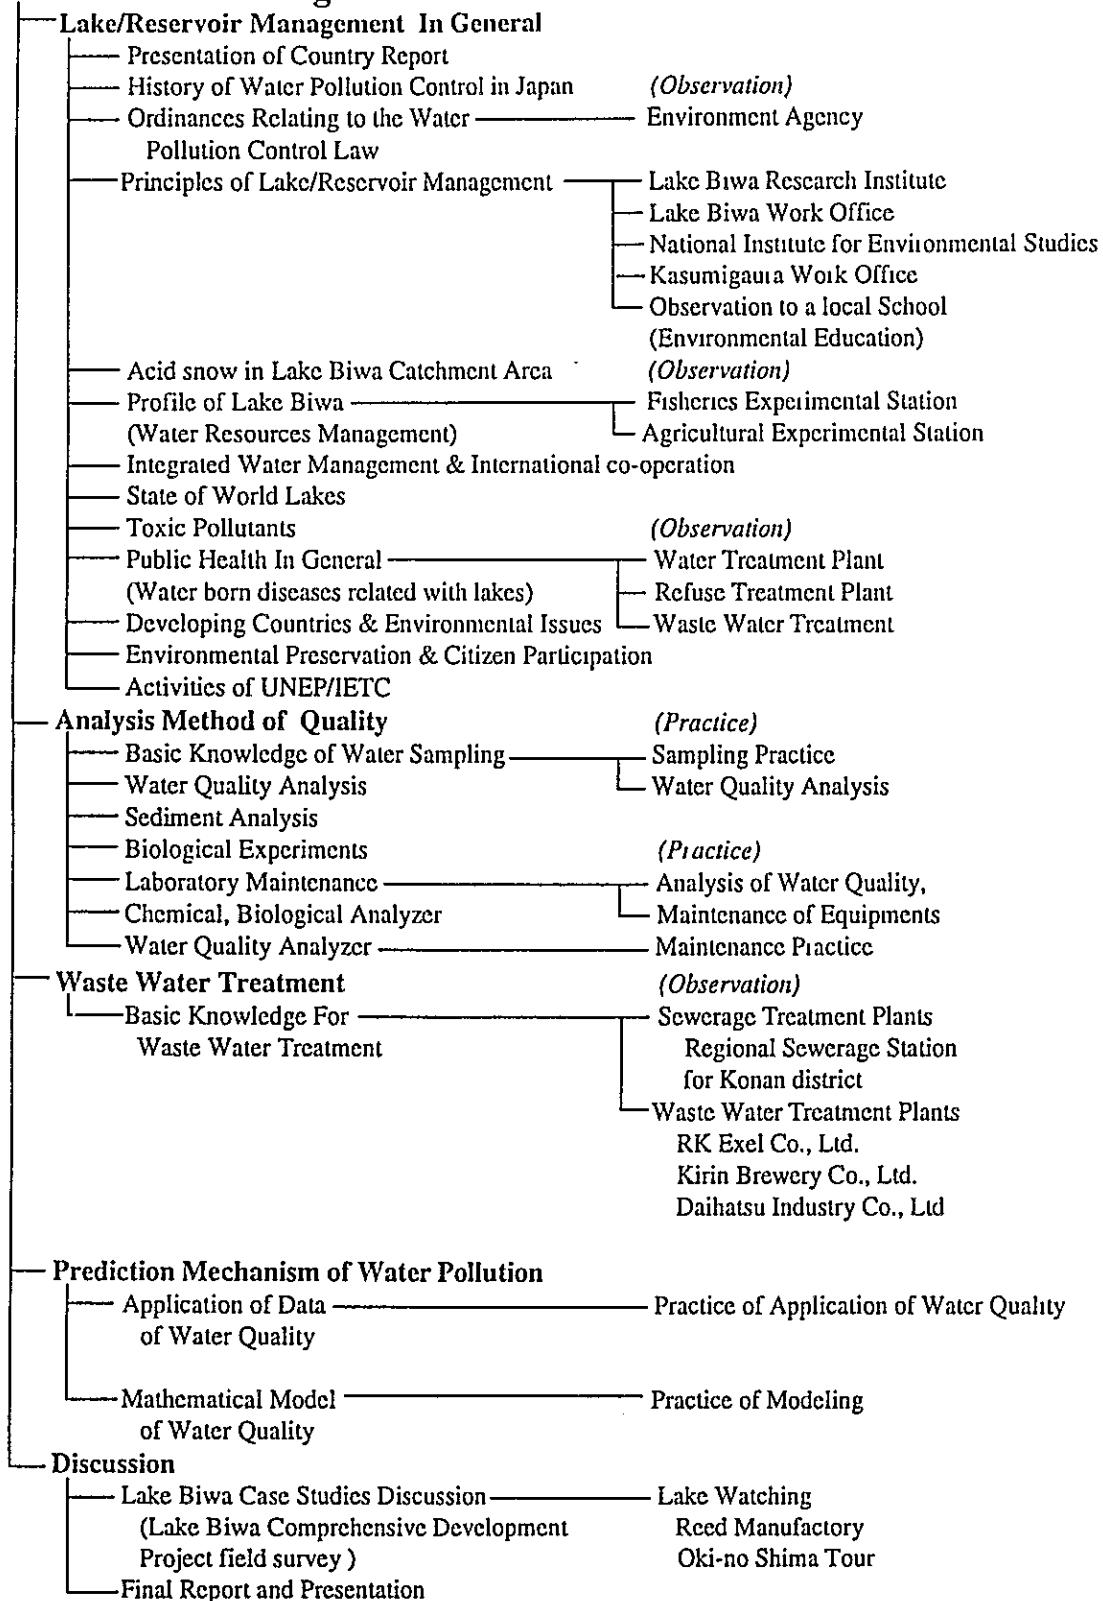 Lake/Reservoir Management In General
Presentation of Country Report
History of Water Pollution Control in Japan (Observation)
Ordinances Relating to the Water Environment Agency
Pollution Control Law
Principles of Lake/Reservoir Management Lake Biwa Research Institute
Lake Biwa Work Office
National Institute for Environmental Studies
Kasumigaura Work Office
Observation to a local School
(Environmental Education)
Acid snow in Lake Biwa Catchment Area (Observation)
Profile of Lake Biwa Fisheries Experimental Station
(Water Resources Management) Agricultural Experimental Station
Integrated Water Management & International co-operation
State of World Lakes
Toxic Pollutants (Observation)
Public Health In General Water Treatment Plant
(Water born diseases related with lakes) Refuse Treatment Plant
Developing Countries & Environmental Issues Waste Water Treatment
Environmental Preservation & Citizen Participation
Activities of UNEP/IETC
Analysis Method of Quality (Practice)
Basic Knowledge of Water Sampling Sampling Practice
Water Quality Analysis Water Quality Analysis
Sediment Analysis
Biological Experiments (Practice)
Laboratory Maintenance Analysis of Water Quality,
Chemical, Biological Analyzer Maintenance of Equipments
Water Quality Analyzer Maintenance Practice
Waste Water Treatment (Observation)
Basic Knowledge For Sewerage Treatment Plants
Waste Water Treatment Regional Sewerage Station
for Konan district
Waste Water Treatment Plants
RK Exel Co., Ltd.
Kirin Brewery Co., Ltd.
Daihatsu Industry Co., Ltd
Prediction Mechanism of Water Pollution
Application of Data Practice of Application of Water Quality
of Water Quality
Mathematical Model Practice of Modeling
of Water Quality
Discussion
Lake Biwa Case Studies Discussion Lake Watching
(Lake Biwa Comprehensive Development Reed Manufactory
Project field survey ) Oki-no Shima Tour
Final Report and Presentation